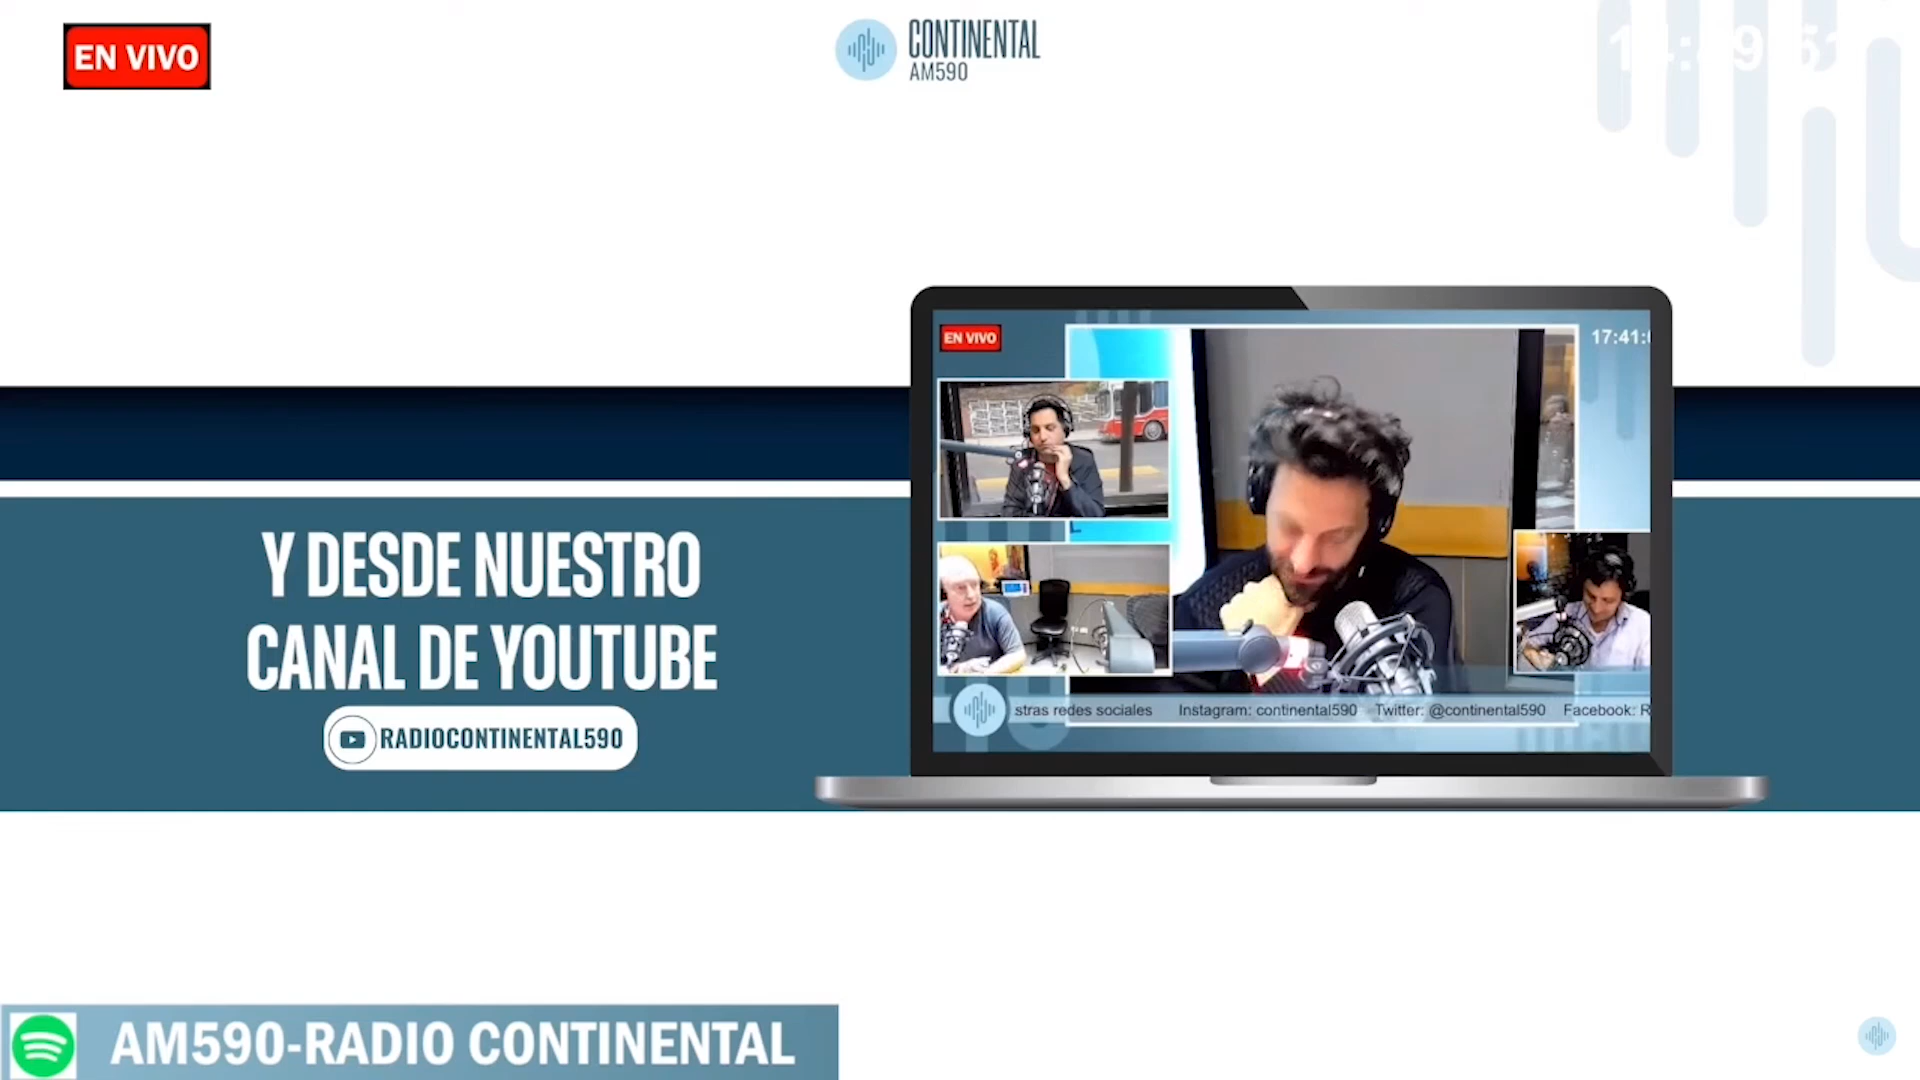 EN VIVO
CONTINENTAL
AM590
EN VIVO
17:41:
Y DESDE NUESTRO
CANAL DE YOUTUBE
RADIOCONTINENTAL590
stras redes sociales Instagram: continental590 Twitter: @continental590 Facebook: R
AM590-RADIO CONTINENTAL